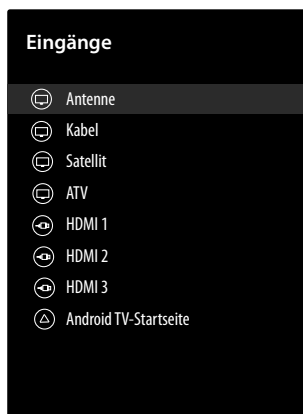 Eingänge
Antenne
Kabel
Satellit
ATV
HDMI 1
HDMI 2
HDMI 3
Android TV-Startseite